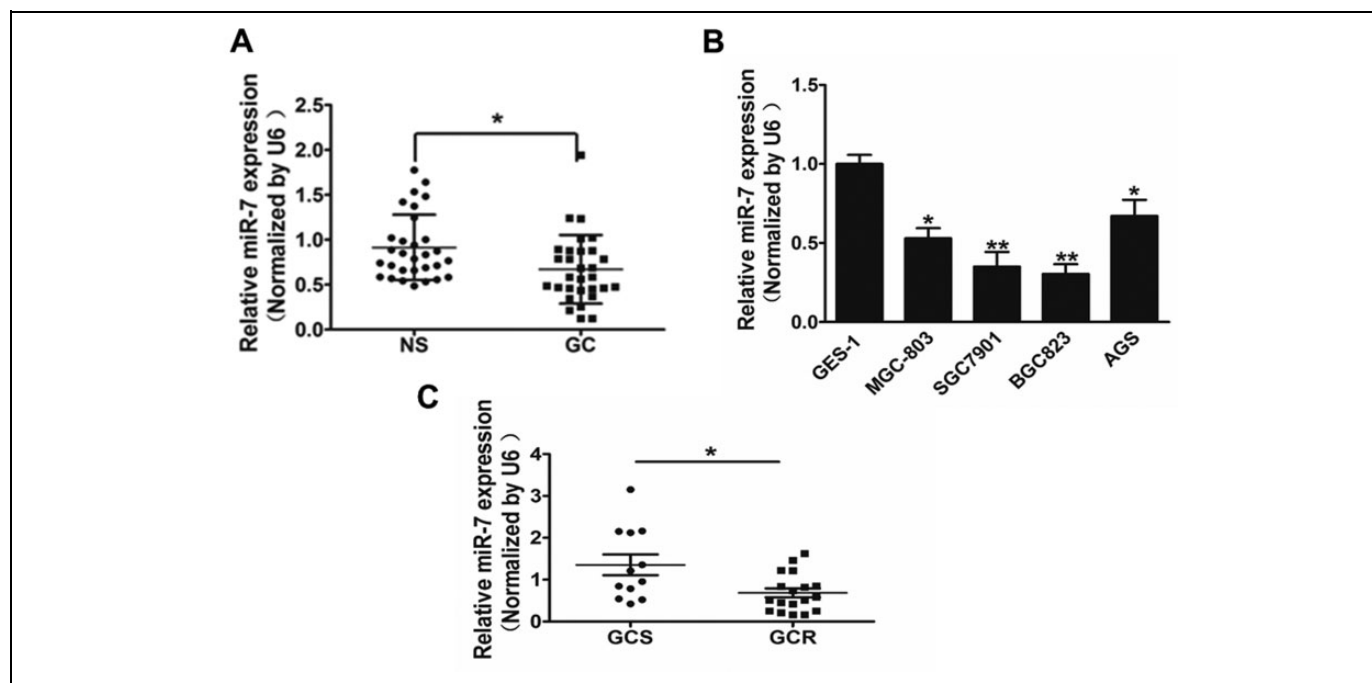 A
Relative miR-7 expression
(Normalized by U6 )
2.5
2.0
1.5
1.0
0.5
0.0
*
NS
GC
B
Relative miR-7 expression
(Normalized by U6 )
1.5
1.0
0.5
0.0
*
**
**
*
GES-1
MGC-803
SGC7901
BGC823
AGS
C
Relative miR-7 expression
(Normalized by U6 )
4
3
2
1
0
*
GCS
GCR